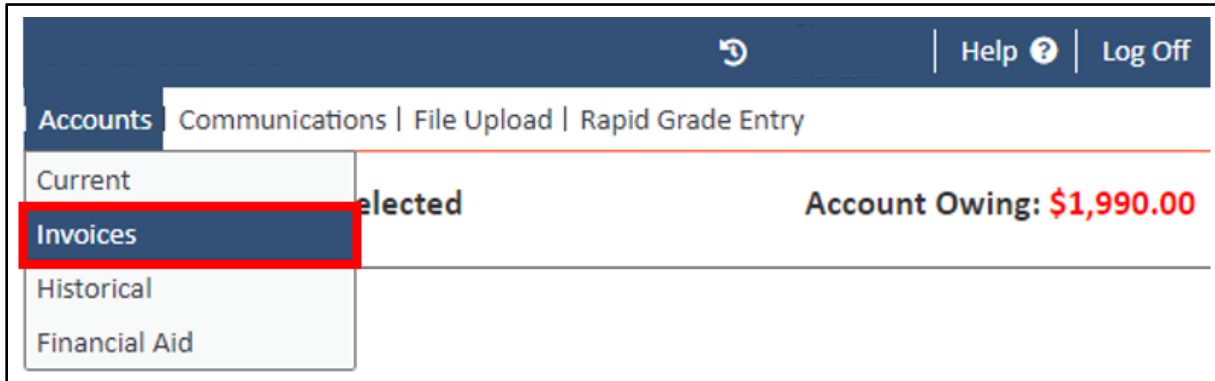 Help ? | Log Off
Accounts | Communications | File Upload | Rapid Grade Entry
Current
elected Account Owing: $1,990.00
Invoices
Historical
Financial Aid